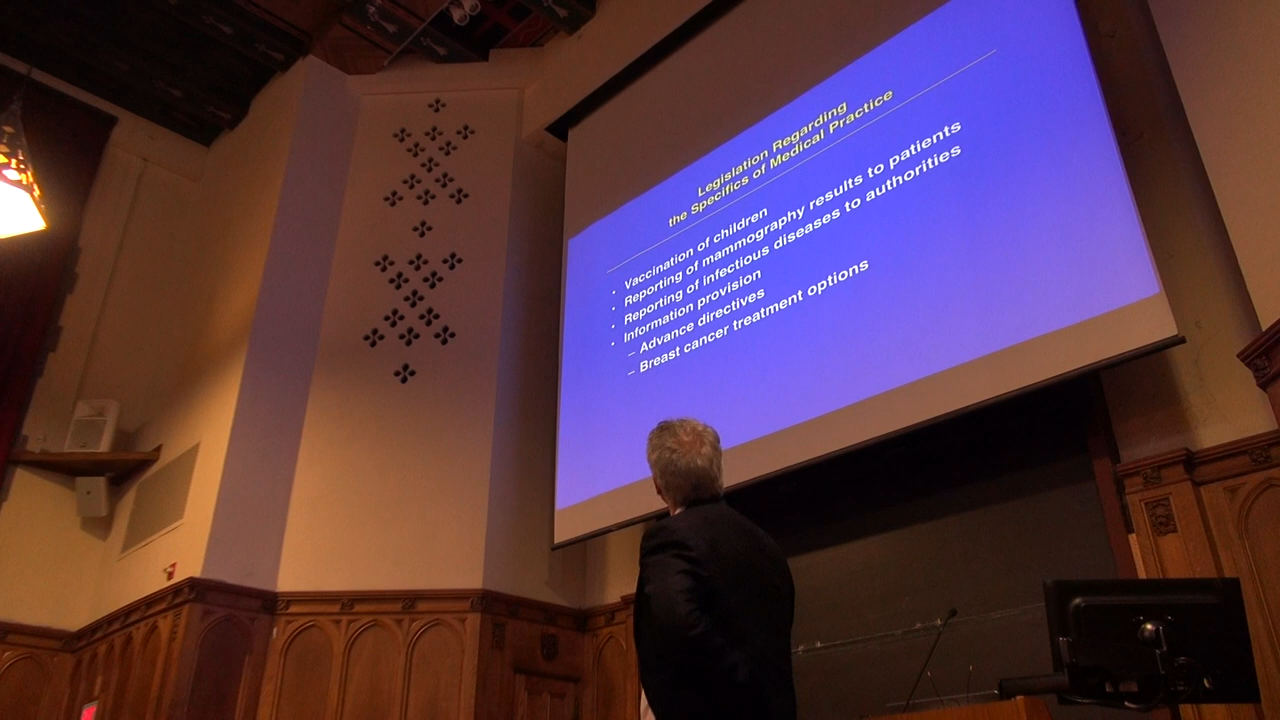 Legislation Regarding
the Specifics of Medical Practice
• Vaccination of children
• Reporting of mammography results to patients
• Reporting of infectious diseases to authorities
• Information provision
– Advance directives
– Breast cancer treatment options